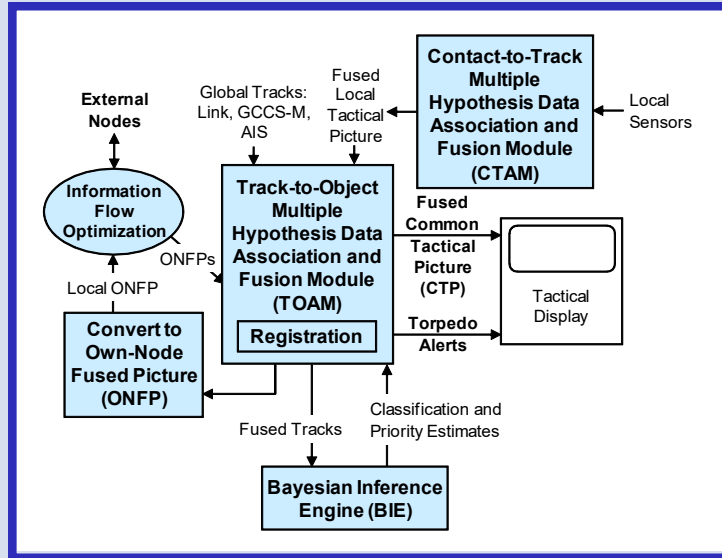 External
Nodes
Information
Flow
Optimization
ONFPs
Local ONFP
Convert to
Own-Node
Fused Picture
(ONFP)
Global Tracks:
Link, GCCS-M,
AIS
Fused
Local
Tactical
Picture
Contact-to-Track
Multiple
Hypothesis Data
Association and
Fusion Module
(CTAM)
Local
Sensors
Track-to-Object
Multiple
Hypothesis Data
Association and
Fusion Module
(TOAM)
Registration
Fused
Common
Tactical
Picture
(CTP)
Torpedo
Alerts
Tactical
Display
Fused Tracks
Classification and
Priority Estimates
Bayesian Inference
Engine (BIE)